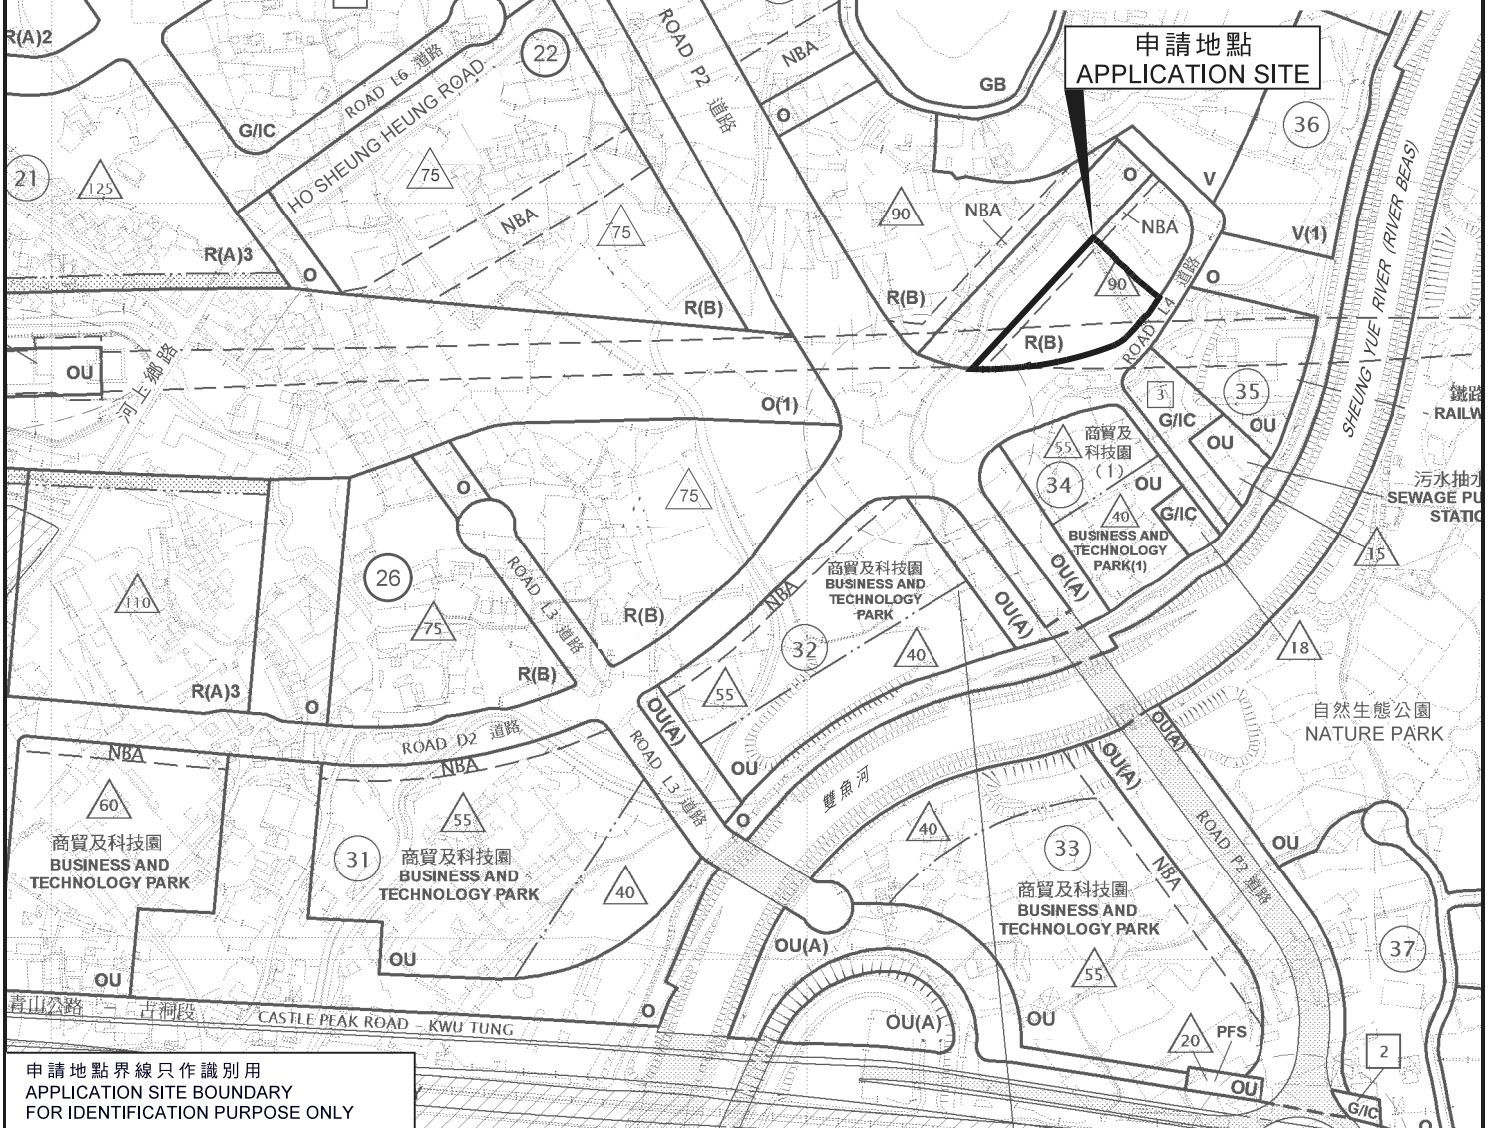 R(A)2
22
ROAD P2 道路
NBA
GB
申請地點
APPLICATION SITE
36
G/IC
ROAD L6 道路
HO SHEUNG HEUNG ROAD
O
21
125
75
NBA
75
90
NBA
O
V
NBA
V(1)
SHEUNG YUE RIVER (RIVER BEAS)
R(A)3
O
R(B)
R(B)
90
O
R(B)
ROAD L4 道路
OU
河上鄉路
O(1)
3
G/IC
35
OU
OU
鐵路
RAILW
55
商貿及
科技園
(1)
34
OU
40
G/IC
BUSINESS AND
TECHNOLOGY
PARK(1)
污水抽水
SEWAGE PU
STATIO
15
O
75
26
110
75
ROAD L3 道路
R(B)
R(B)
NBA
商貿及科技園
BUSINESS AND
TECHNOLOGY
PARK
OU(A)
OU(A)
32
40
55
18
R(A)3
O
ROAD D2 道路
NBA
NBA
OU(A)
ROAD L3 道路
OU
O
雙魚河
OU(A)
OU(A)
自然生態公園
NATURE PARK
60
商貿及科技園
BUSINESS AND
TECHNOLOGY PARK
OU
55
31
商貿及科技園
BUSINESS AND
TECHNOLOGY PARK
40
OU
40
33
商貿及科技園
BUSINESS AND
TECHNOLOGY PARK
NBA
55
ROAD P2 道路
OU
37
OU(A)
OU(A)
OU
O
20
PFS
OU
2
G/IC
O
青山公路 - 古洞段
CASTLE PEAK ROAD - KWU TUNG
申請地點界線只作識別用
APPLICATION SITE BOUNDARY
FOR IDENTIFICATION PURPOSE ONLY